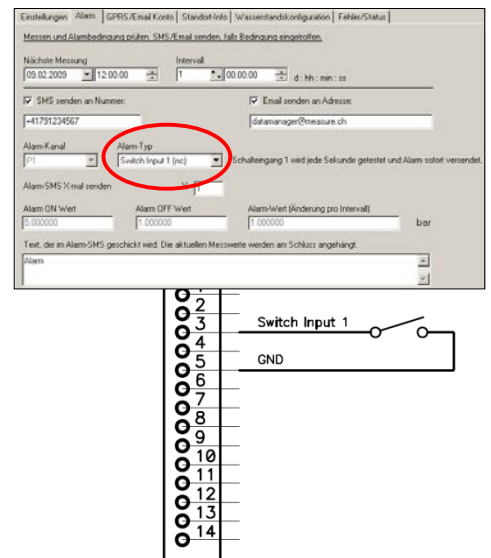 Einstellungen Alarm GPRS/Email Konto Standort-Info Wasserstandskonfiguration Fehler/Status
Messen und Alarmbedingung prüfen, SMS/Email senden, falls Bedingung eingetroffen.
Nächste Messung Intervall
09.02.2009 12:00:00 1 00:00:00 d : hh : min : ss
SMS senden an Nummer: Email senden an Adresse:
+41791234567 datamanager@measure.ch
Alarm-Kanal Alarm-Typ
P1 Switch Input 1 (nc) Schalteingang 1 wird jede Sekunde getestet und Alarm sofort versendet.
Alarm-SMS X-mal senden 1
Alarm ON Wert Alarm OFF Wert Alarm-Wert (Änderung pro Intervall)
5.000000 1.000000 1.000000 bar
Text, der im Alarm-SMS geschickt wird. Die aktuellen Messwerte werden am Schluss angehängt.
Alarm
1
2
3 Switch Input 1
4
5 GND
6
7
8
9
10
11
12
13
14